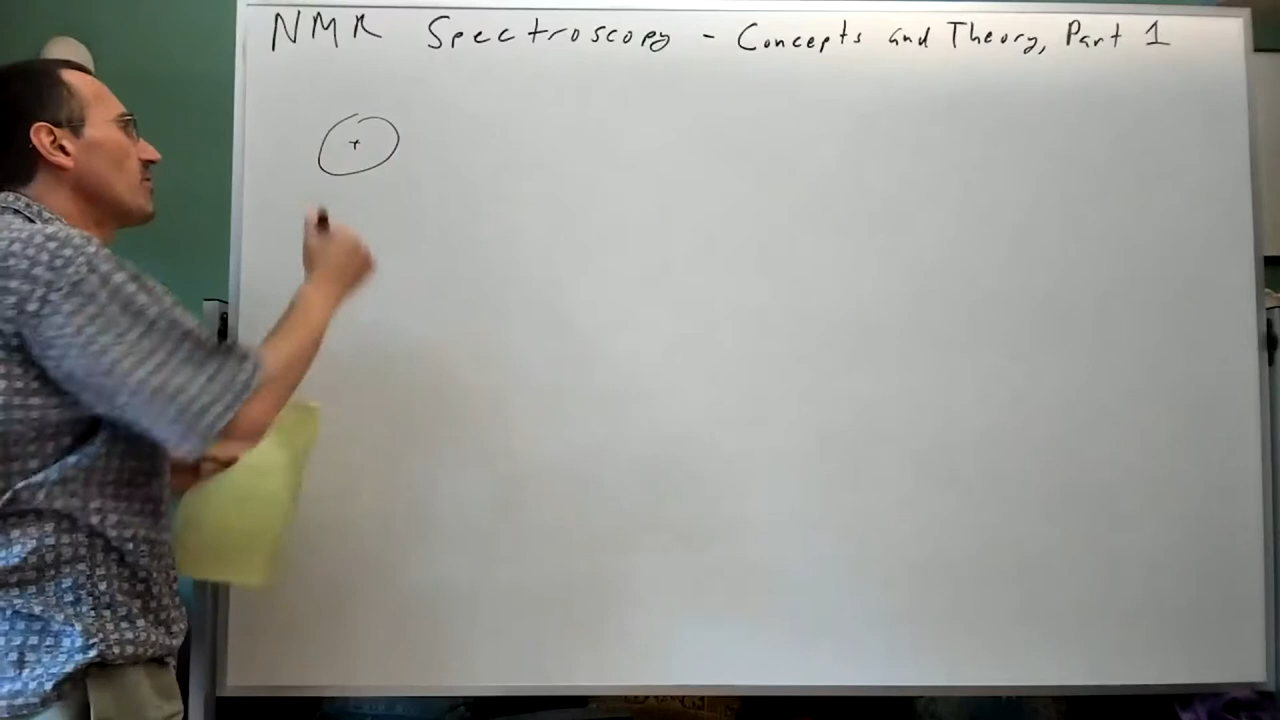 NMR Spectroscopy - Concepts and Theory, Part 1
+